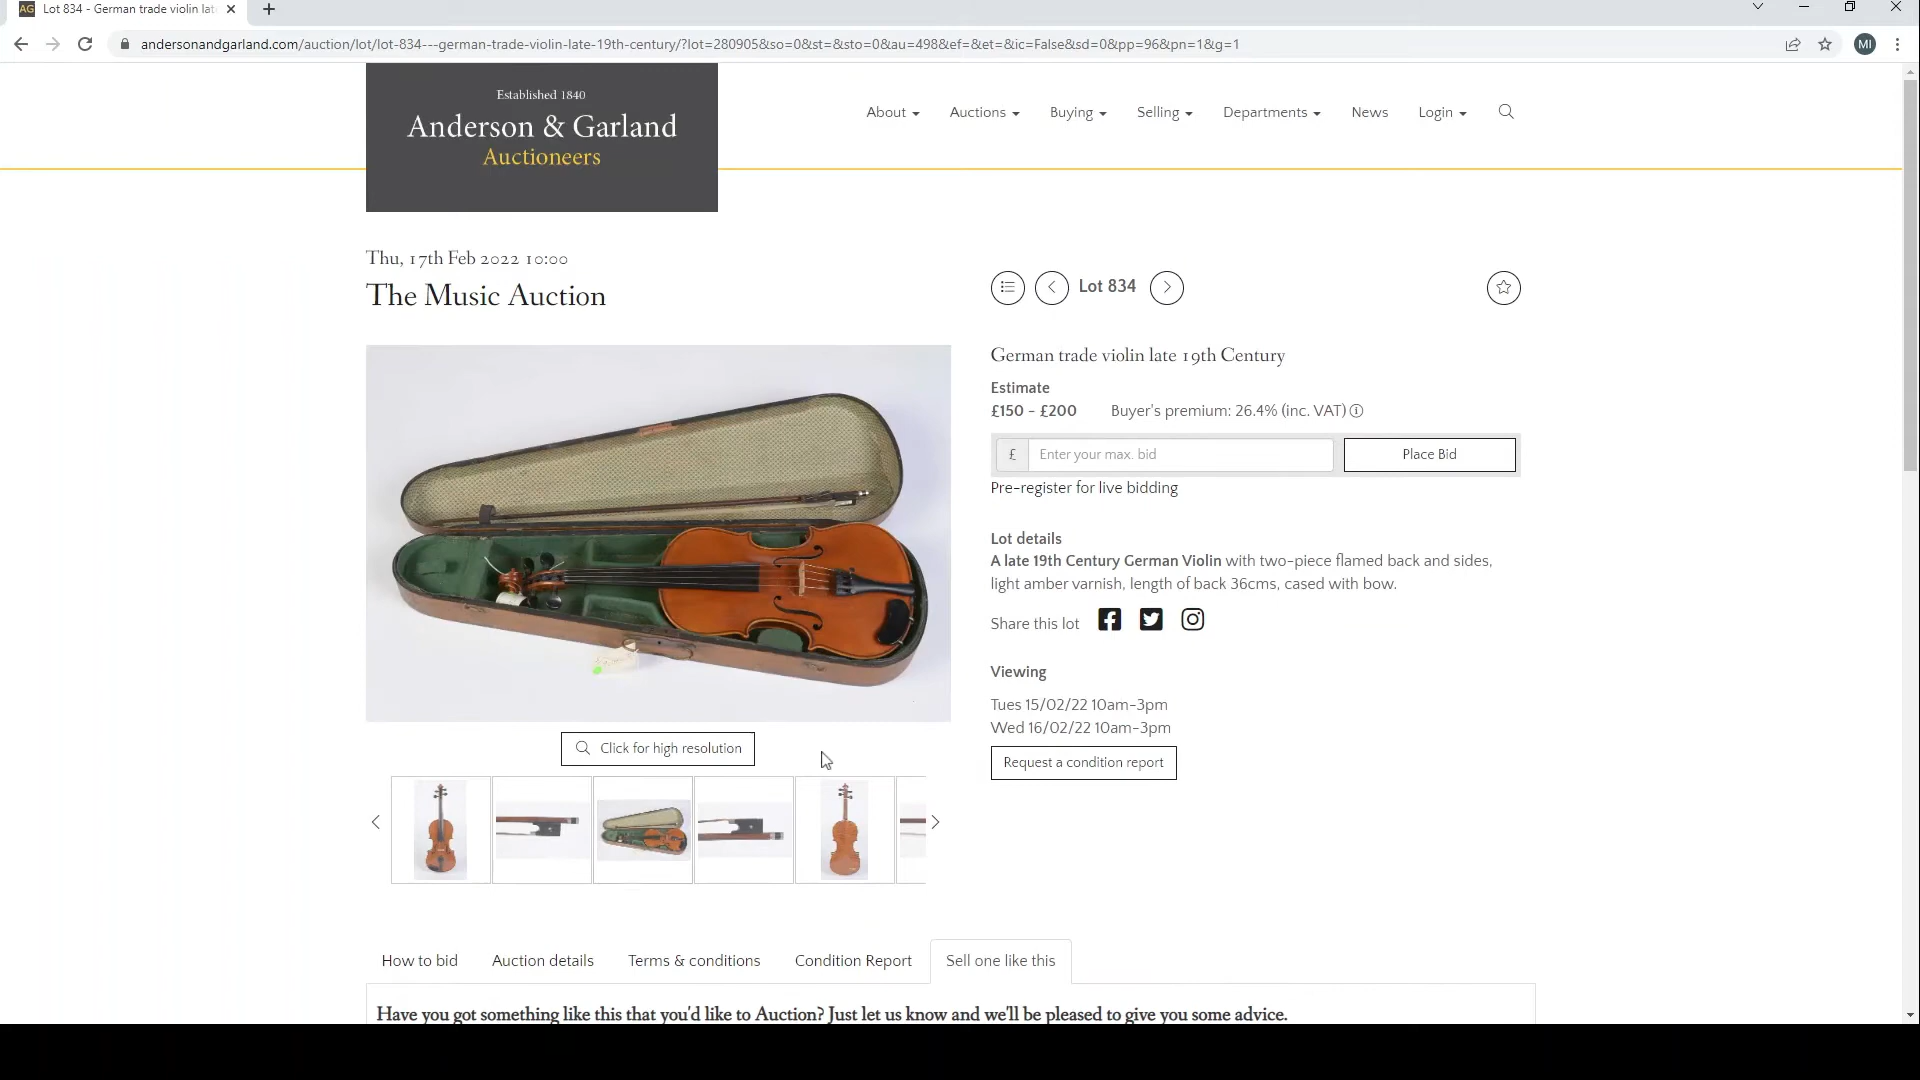 AG Lot 834 - German trade violin lat
andersonandgarland.com/auction/lot/lot-834---german-trade-violin-late-19th-century/?lot=280905&so=0&st=&sto=0&au=498&ef=&et=&ic=False&sd=0&pp=96&pn=1&g=1
MI
Established 1840
Anderson & Garland
Auctioneers
About
Auctions
Buying
Selling
Departments
News
Login
Thu, 17th Feb 2022 10:00
The Music Auction
Lot 834
German trade violin late 19th Century
Estimate
£150 - £200 Buyer's premium: 26.4% (inc. VAT)
£ Enter your max. bid Place Bid
Pre-register for live bidding
Lot details
A late 19th Century German Violin with two-piece flamed back and sides,
light amber varnish, length of back 36cms, cased with bow.
Share this lot
Viewing
Tues 15/02/22 10am-3pm
Wed 16/02/22 10am-3pm
Request a condition report
Click for high resolution
How to bid
Auction details
Terms & conditions
Condition Report
Sell one like this
Have you got something like this that you'd like to Auction? Just let us know and we'll be pleased to give you some advice.